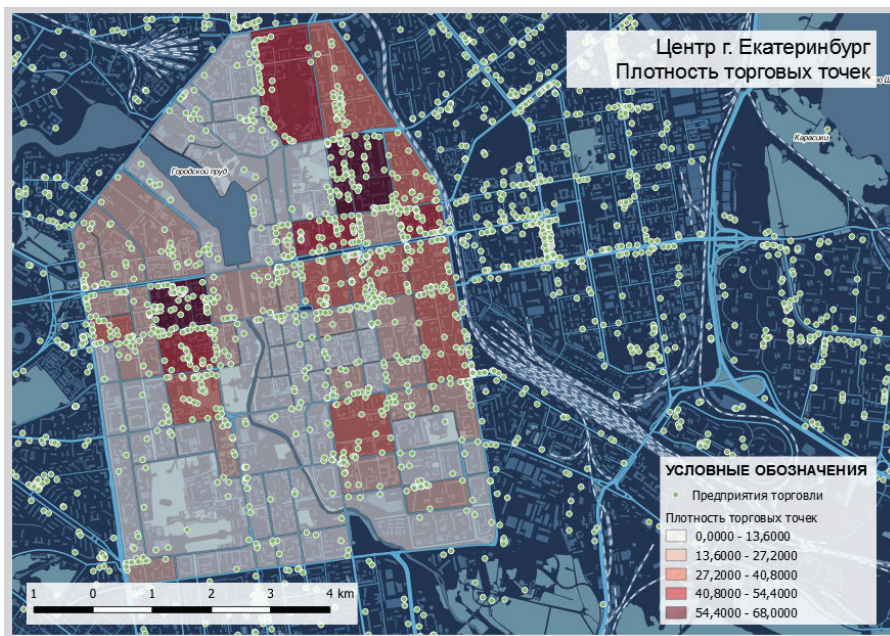 Центр г. Екатеринбург
Плотность торговых точек
Карасики
Городской пруд
УСЛОВНЫЕ ОБОЗНАЧЕНИЯ
Предприятия торговли
Плотность торговых точек
0,0000 - 13,6000
13,6000 - 27,2000
27,2000 - 40,8000
40,8000 - 54,4000
54,4000 - 68,0000
1 0 1 2 3 4 km